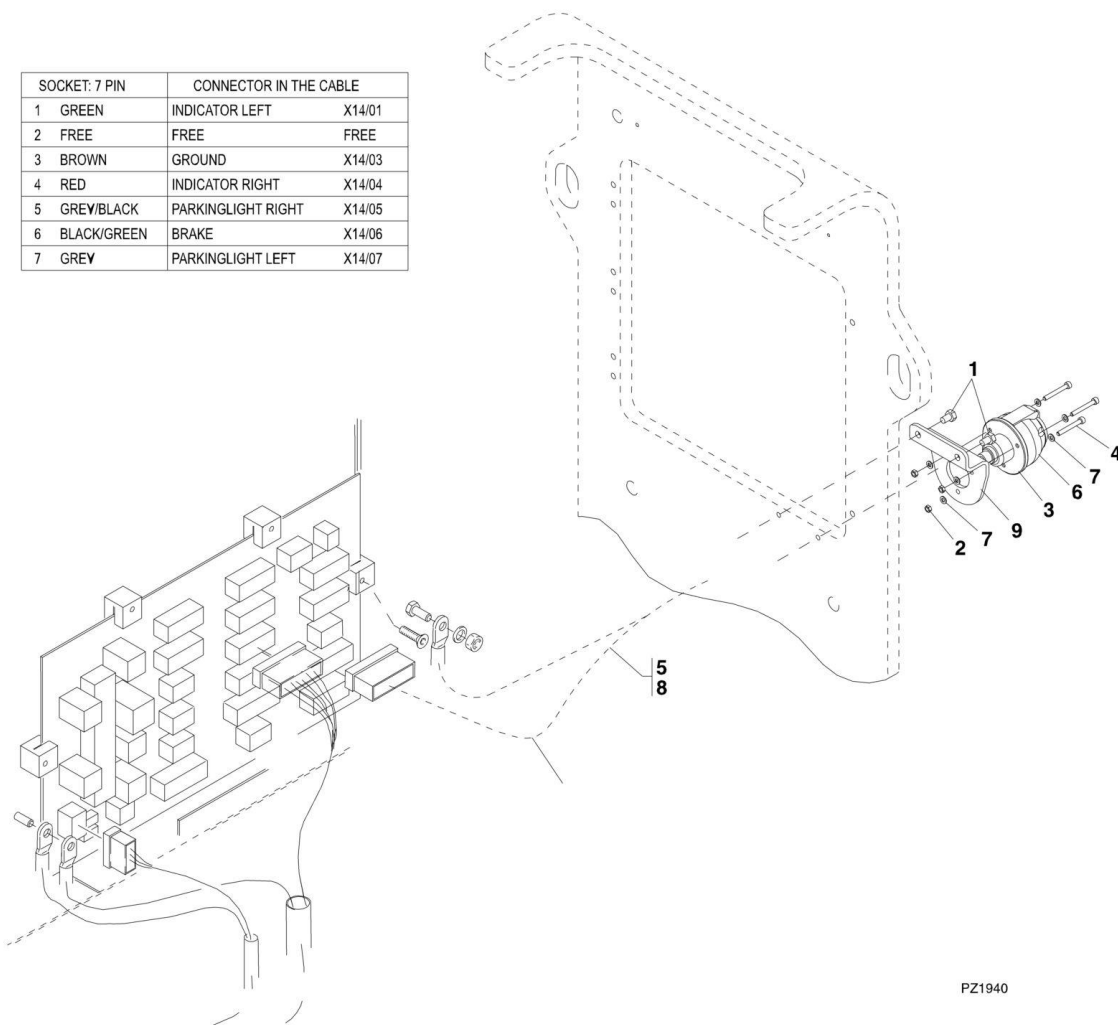 SOCKET: 7 PIN CONNECTOR IN THE CABLE
1 GREEN INDICATOR LEFT X14/01
2 FREE FREE FREE
3 BROWN GROUND X14/03
4 RED INDICATOR RIGHT X14/04
5 GREY/BLACK PARKINGLIGHT RIGHT X14/05
6 BLACK/GREEN BRAKE X14/06
7 GREY PARKINGLIGHT LEFT X14/07
1
4
7
6
3
9
7
2
5
8
PZ1940